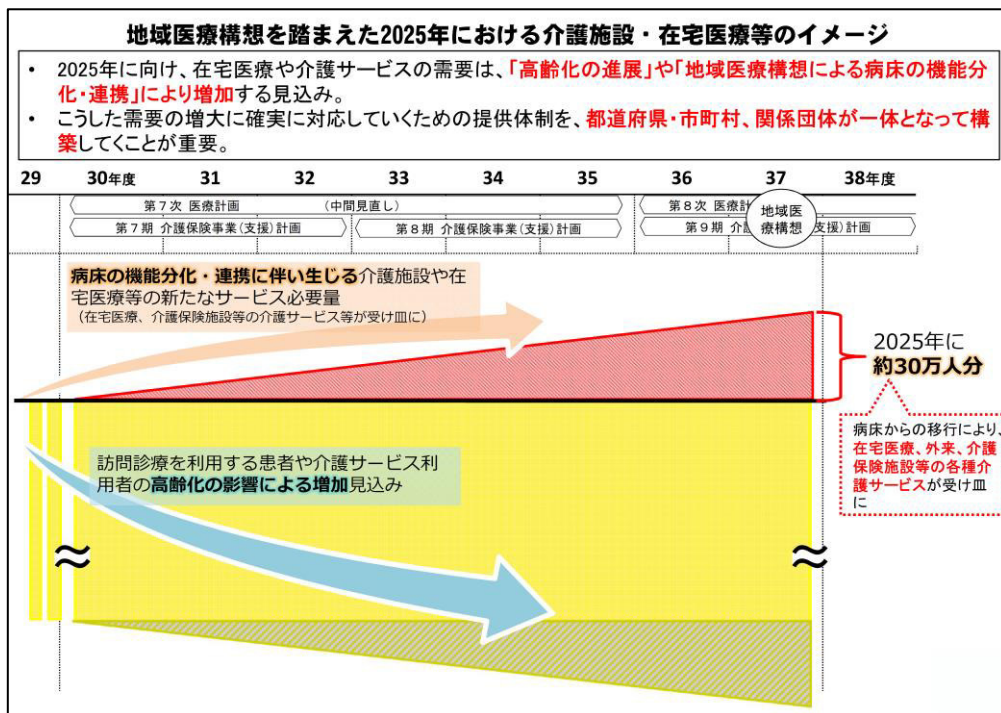 地域医療構想を踏まえた2025年における介護施設・在宅医療等のイメージ
• 2025年に向け、在宅医療や介護サービスの需要は、「高齢化の進展」や「地域医療構想による病床の機能分
化・連携」により増加する見込み。
• こうした需要の増大に確実に対応していくための提供体制を、都道府県・市町村、関係団体が一体となって構
築してくことが重要。
29 30年度 31 32 33 34 35 36 37 38年度
第7次 医療計画 (中間見直し)
第8次 医療計
第7期 介護保険事業(支援)計画
第8期 介護保険事業(支援)計画
第9期 介護
支援)計画
地域医
療構想
病床の機能分化・連携に伴い生じる介護施設や在
宅医療等の新たなサービス必要量
(在宅医療、介護保険施設等の介護サービス等が受け皿に)
2025年に
約30万人分
病床からの移行により、
在宅医療、外来、介護
保険施設等の各種介
護サービスが受け皿
に
訪問診療を利用する患者や介護サービス利
用者の高齢化の影響による増加見込み